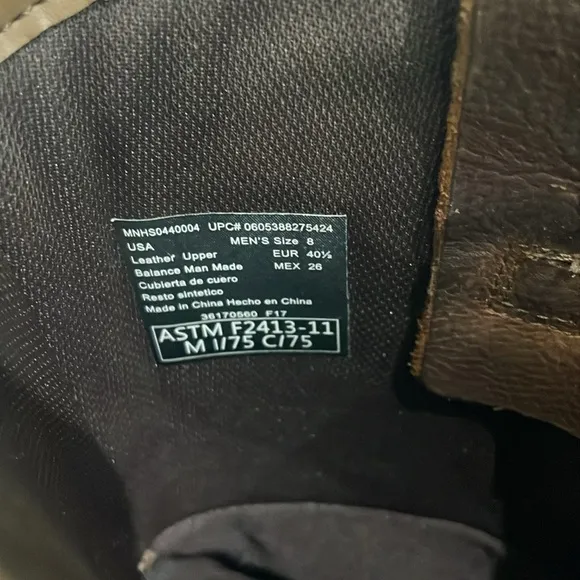 MNHS0440004 UPC# 0605388275424
USA MEN'S Size 8
Leather Upper EUR 40½
Balance Man Made MEX 26
Cubierta de cuero
Resto sintetico
Made in China Hecho en China
36170560 F17
ASTM F2413-11
M I/75 C/75